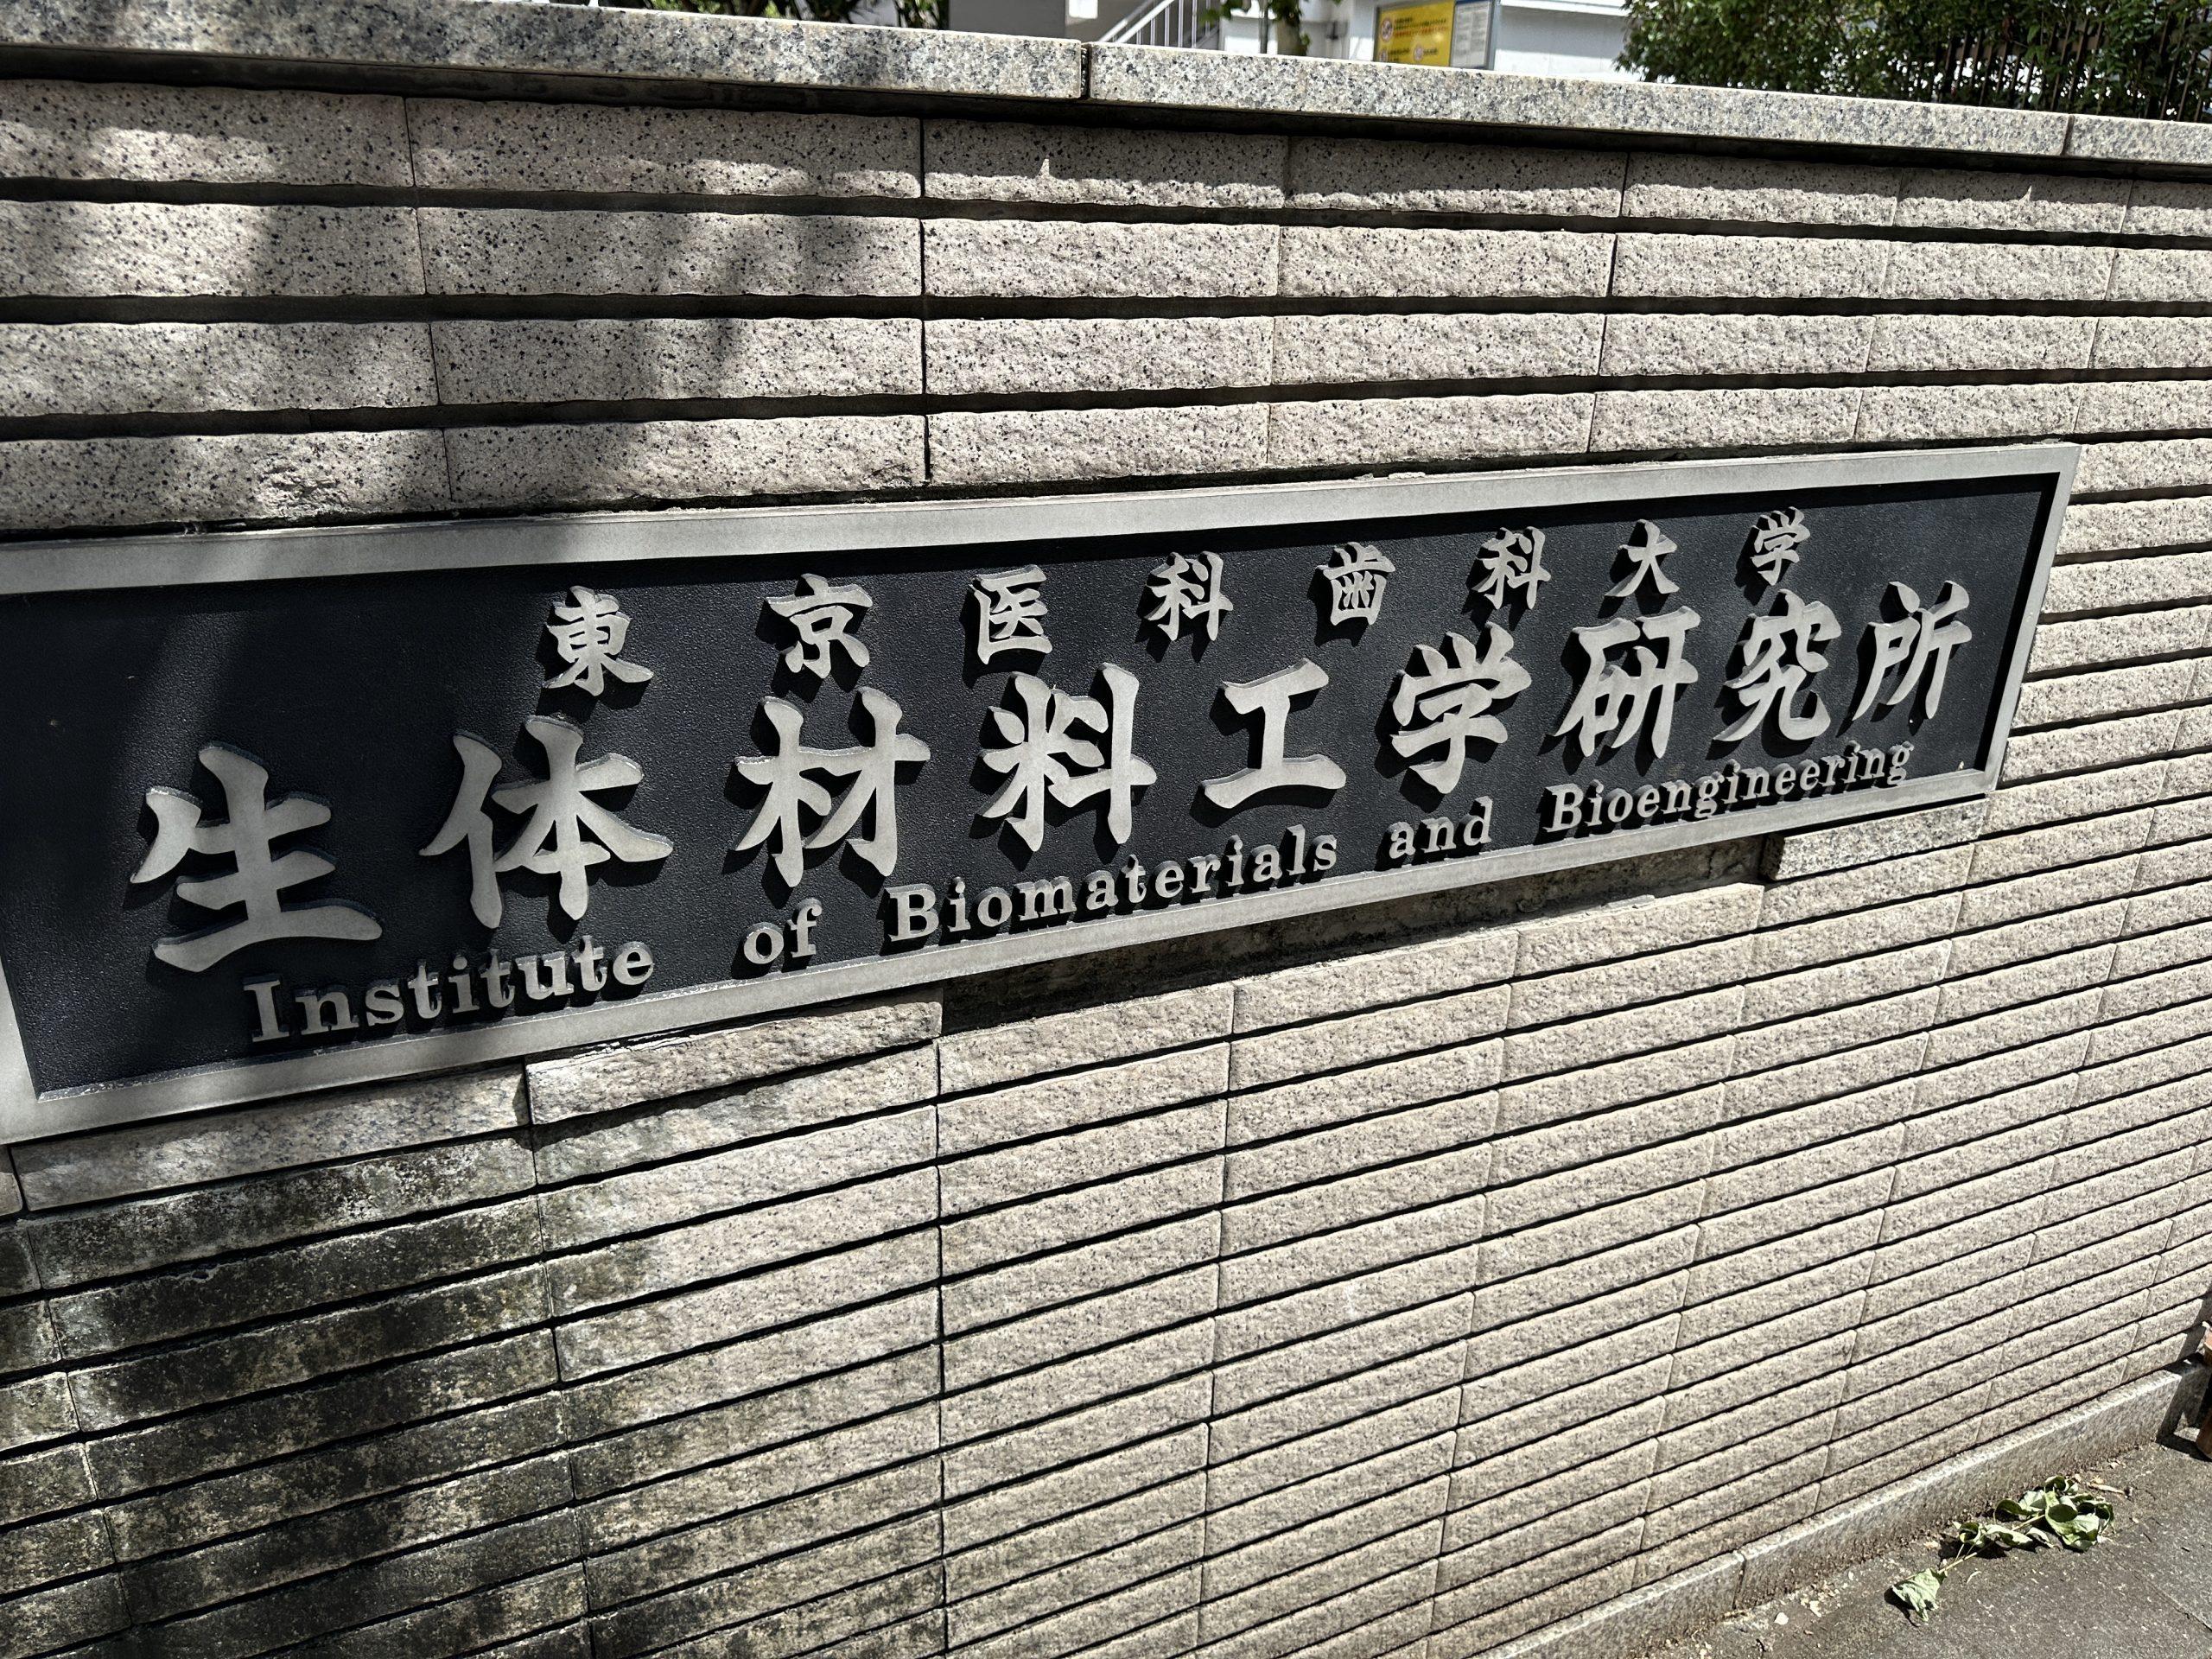 東京医科歯科大学
生体材料工学研究所
Institute of Biomaterials and Bioengineering